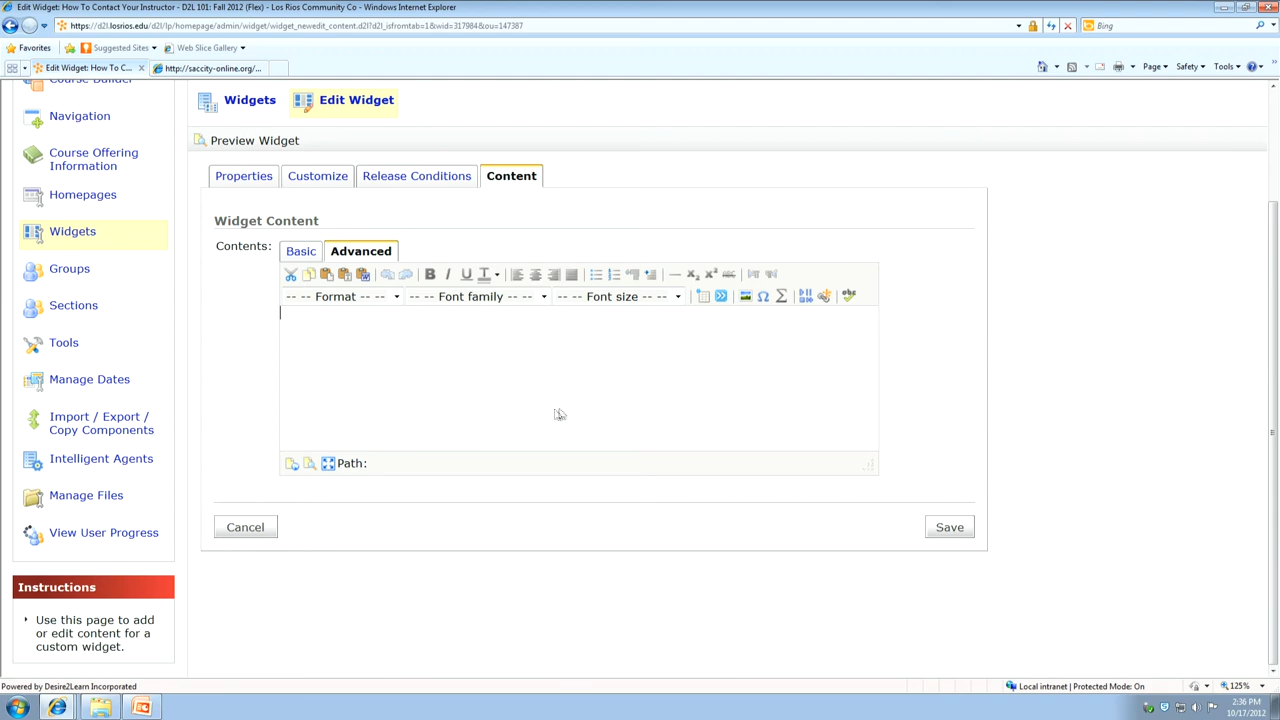 Edit Widget: How To Contact Your Instructor - D2L 101: Fall 2012 (Flex) - Los Rios Community Co - Windows Internet Explorer
https://d2l.losrios.edu/d2l/lp/homepage/admin/widget/widget_newedit_content.d2l?d2l_isfromtab=1&wid=317984&ou=147387
Bing
Favorites
Suggested Sites
Web Slice Gallery
Edit Widget: How To C...
http://saccity-online.org/...
Page
Safety
Tools
Course Builder
Navigation
Course Offering
Information
Homepages
Widgets
Groups
Sections
Tools
Manage Dates
Import / Export /
Copy Components
Intelligent Agents
Manage Files
View User Progress
Instructions
Use this page to add
or edit content for a
custom widget.
Widgets
Edit Widget
Preview Widget
Properties
Customize
Release Conditions
Content
Widget Content
Contents:
Basic
Advanced
B I U T
-- -- Format -- --
-- -- Font family -- --
-- -- Font size -- --
Path:
Cancel
Save
Powered by Desire2Learn Incorporated
Local intranet | Protected Mode: On
125%
2:36 PM
10/17/2012